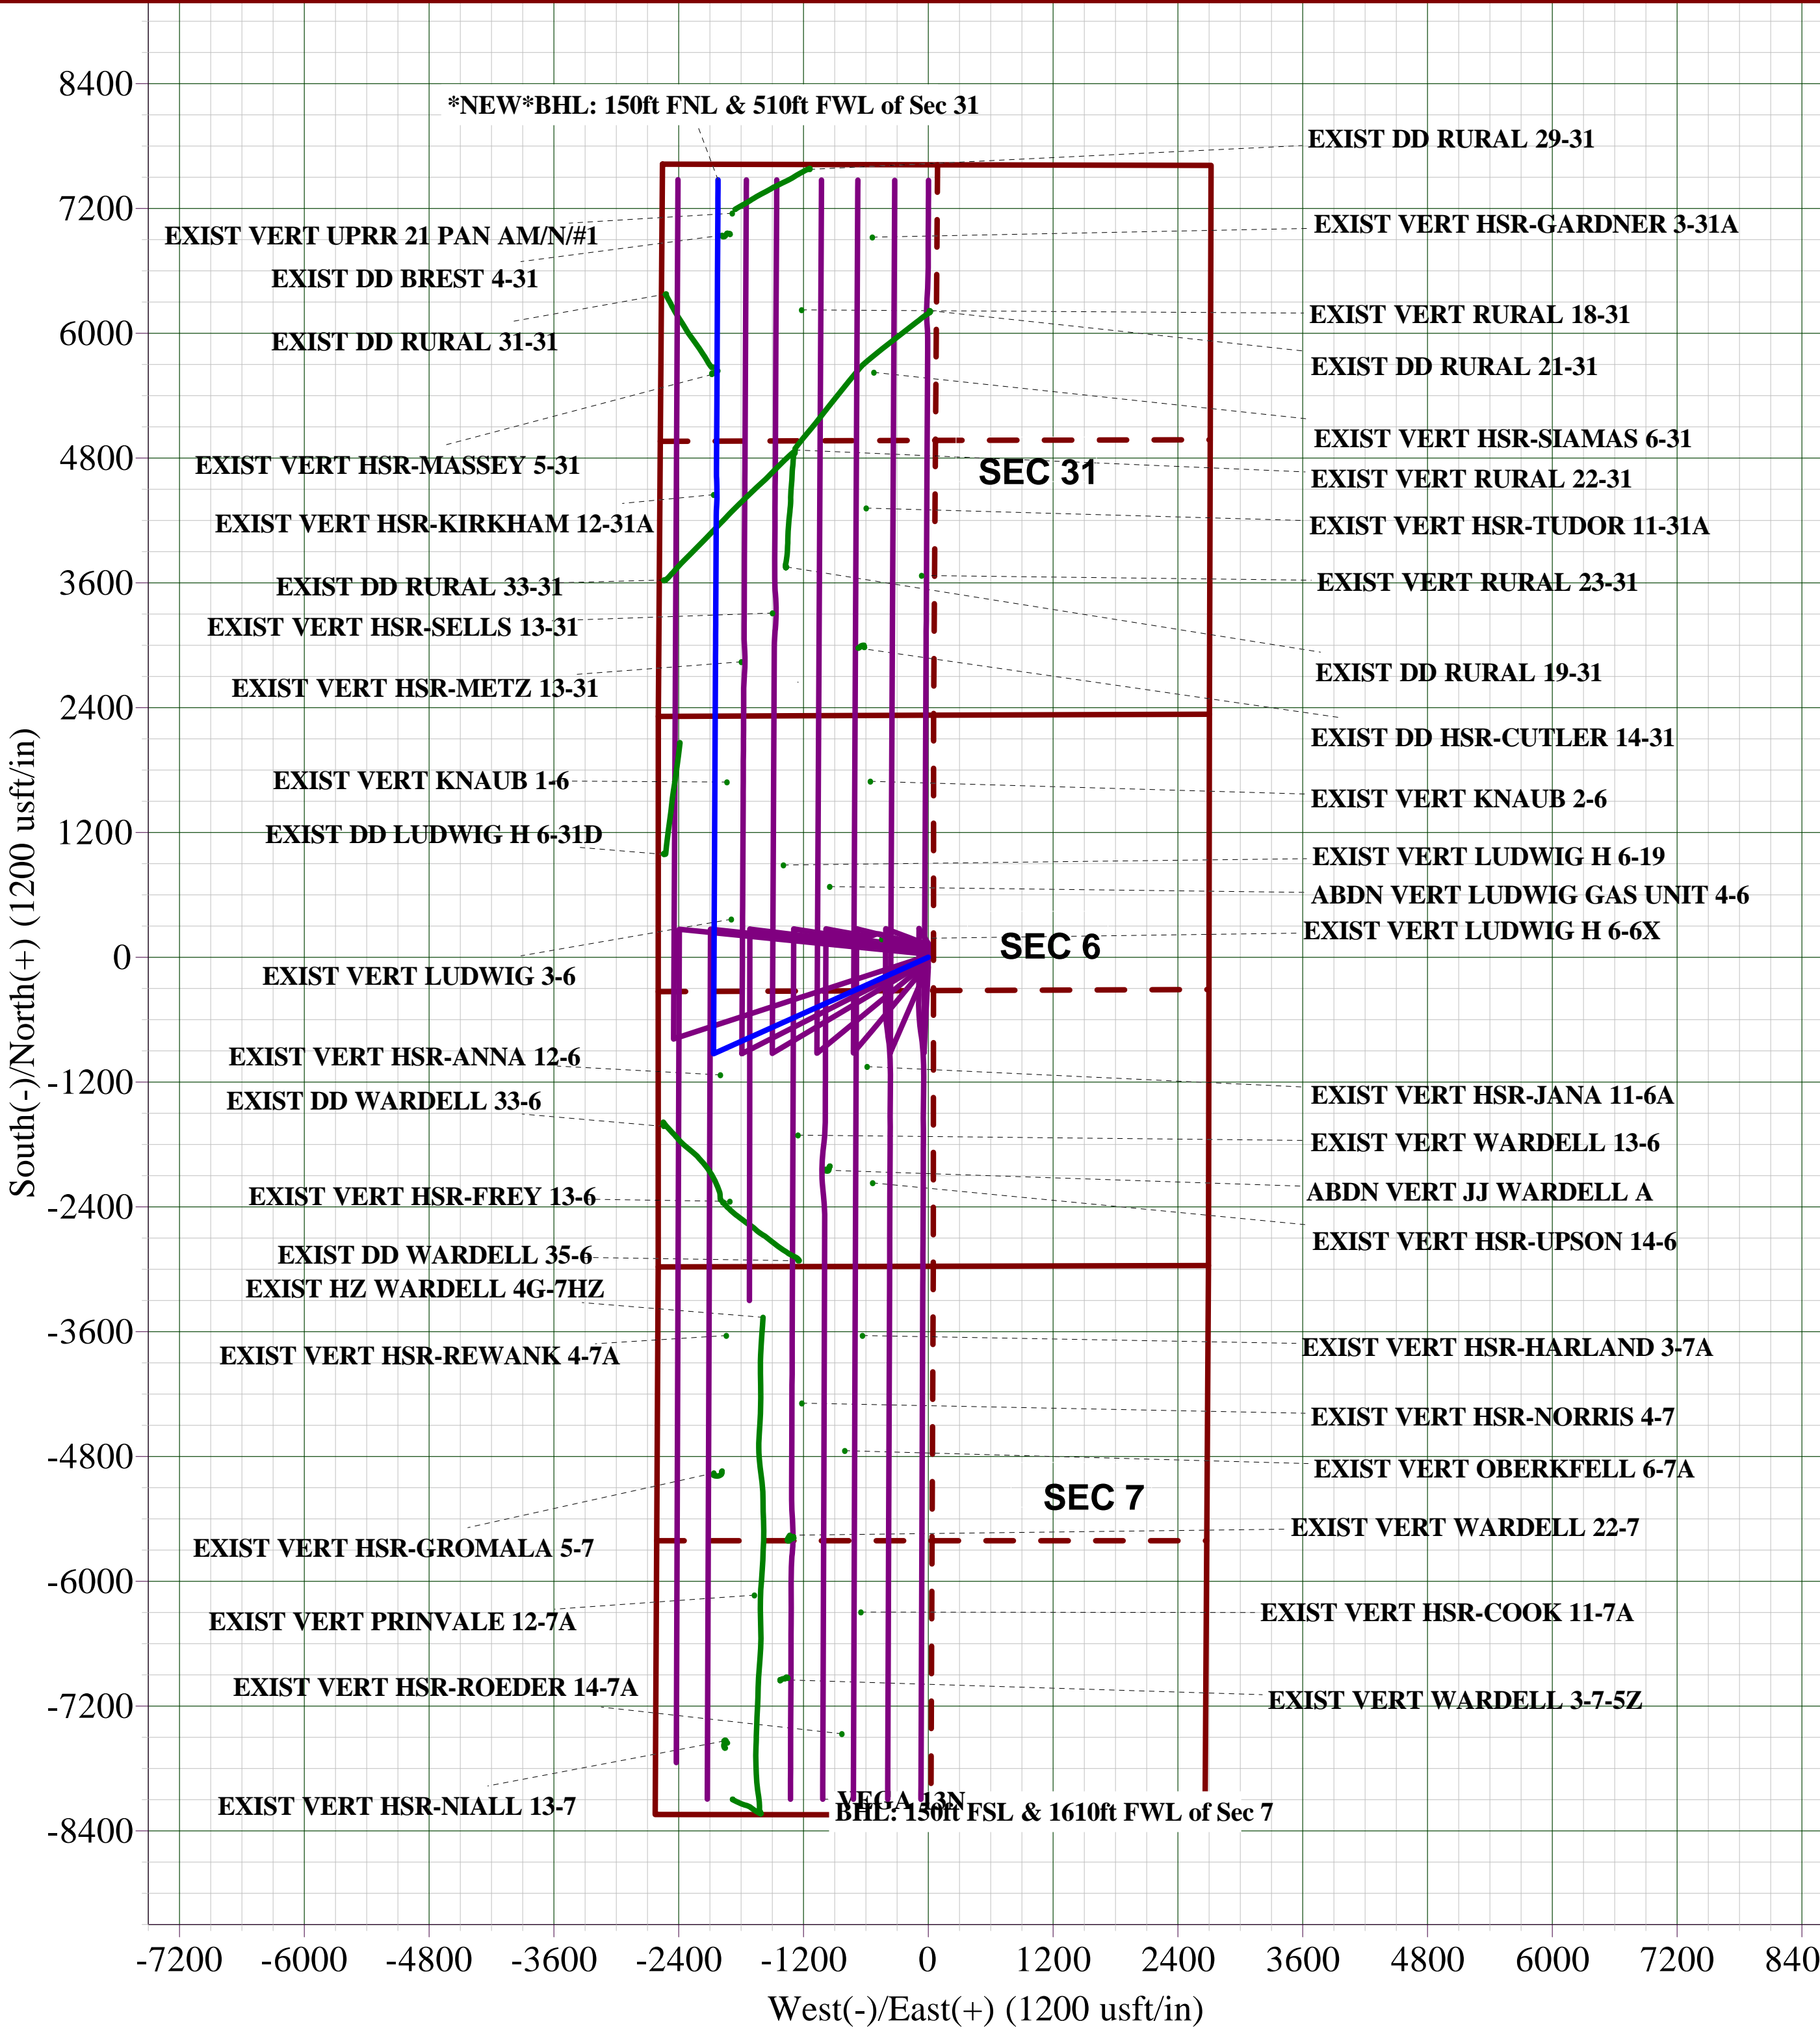 8400
7200
6000
4800
3600
2400
1200
0
-1200
-2400
-3600
-4800
-6000
-7200
-8400
South(-)/North(+) (1200 usft/in)
*NEW*BHL: 150ft FNL & 510ft FWL of Sec 31
EXIST VERT UPRR 21 PAN AM/N/#1
EXIST DD BREST 4-31
EXIST DD RURAL 31-31
EXIST VERT HSR-MASSEY 5-31
EXIST VERT HSR-KIRKHAM 12-31A
EXIST DD RURAL 33-31
EXIST VERT HSR-SELLS 13-31
EXIST VERT HSR-METZ 13-31
EXIST VERT KNAUB 1-6
EXIST DD LUDWIG H 6-31D
EXIST VERT LUDWIG 3-6
EXIST VERT HSR-ANNA 12-6
EXIST DD WARDELL 33-6
EXIST VERT HSR-FREY 13-6
EXIST DD WARDELL 35-6
EXIST HZ WARDELL 4G-7HZ
EXIST VERT HSR-REWANK 4-7A
EXIST VERT HSR-GROMALA 5-7
EXIST VERT PRINVALE 12-7A
EXIST VERT HSR-ROEDER 14-7A
EXIST VERT HSR-NIALL 13-7
SEC 31
SEC 6
SEC 7
EXIST DD RURAL 29-31
EXIST VERT HSR-GARDNER 3-31A
EXIST VERT RURAL 18-31
EXIST DD RURAL 21-31
EXIST VERT HSR-SIAMAS 6-31
EXIST VERT RURAL 22-31
EXIST VERT HSR-TUDOR 11-31A
EXIST VERT RURAL 23-31
EXIST DD RURAL 19-31
EXIST DD HSR-CUTLER 14-31
EXIST VERT KNAUB 2-6
EXIST VERT LUDWIG H 6-19
ABDN VERT LUDWIG GAS UNIT 4-6
EXIST VERT LUDWIG H 6-6X
EXIST VERT HSR-JANA 11-6A
EXIST VERT WARDELL 13-6
ABDN VERT JJ WARDELL A
EXIST VERT HSR-UPSON 14-6
EXIST VERT HSR-HARLAND 3-7A
EXIST VERT HSR-NORRIS 4-7
EXIST VERT OBERKFELL 6-7A
EXIST VERT WARDELL 22-7
EXIST VERT HSR-COOK 11-7A
EXIST VERT WARDELL 3-7-5Z
VEGA 13N
BHL: 150ft FSL & 1610ft FWL of Sec 7
-7200 -6000 -4800 -3600 -2400 -1200 0 1200 2400 3600 4800 6000 7200 840
West(-)/East(+) (1200 usft/in)